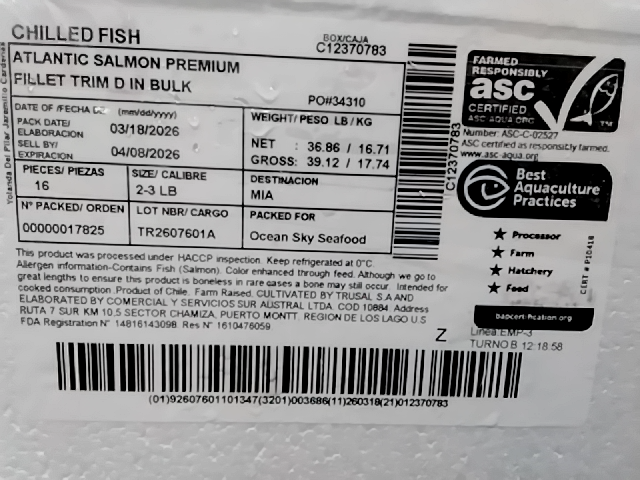 CHILLED FISH
BOX/CAJA
C12370783
ATLANTIC SALMON PREMIUM
FILLET TRIM D IN BULK
PO#34310
DATE OF /FECHA DE (mm/dd/yyyy)
PACK DATE/
ELABORACION 03/18/2026
SELL BY/
EXPIRACION 04/08/2026
WEIGHT/ PESO LB / KG
NET: 36.86 / 16.71
GROSS: 39.12 / 17.74
PIECES/ PIEZAS
16
SIZE/ CALIBRE
2-3 LB
DESTINACION
MIA
N° PACKED/ ORDEN
00000017825
LOT NBR/ CARGO
TR2607601A
PACKED FOR
Ocean Sky Seafood
This product was processed under HACCP inspection. Keep refrigerated at 0°C.
Allergen information-Contains Fish (Salmon). Color enhanced through feed. Although we go to
great lengths to ensure this product is boneless in rare cases a bone may still occur. Intended for
cooked consumption. Product of Chile. Farm Raised. CULTIVATED BY TRUSAL S.A AND
ELABORATED BY COMERCIAL Y SERVICIOS SUR AUSTRAL LTDA. COD 10884. Address
RUTA 7 SUR KM 10,5 SECTOR CHAMIZA, PUERTO MONTT. REGION DE LOS LAGO U.S
FDA Registration N° 14816143098. Res N° 1610476059
Z
(01)92607601101347(3201)003686(11)260318(21)012370783
Yolanda Del Pilar Jaramillo Cardenas
C12370783
FARMED
RESPONSIBLY
asc
CERTIFIED
ASC-AQUA.ORG
TM
Number: ASC-C-02527
ASC certified as responsibly farmed.
www.asc-aqua.org
Best
Aquaculture
Practices
Processor
Farm
Hatchery
Feed
CERT # P10418
bapcertification.org
Linea:EMP-3
TURNO B 12:18:58